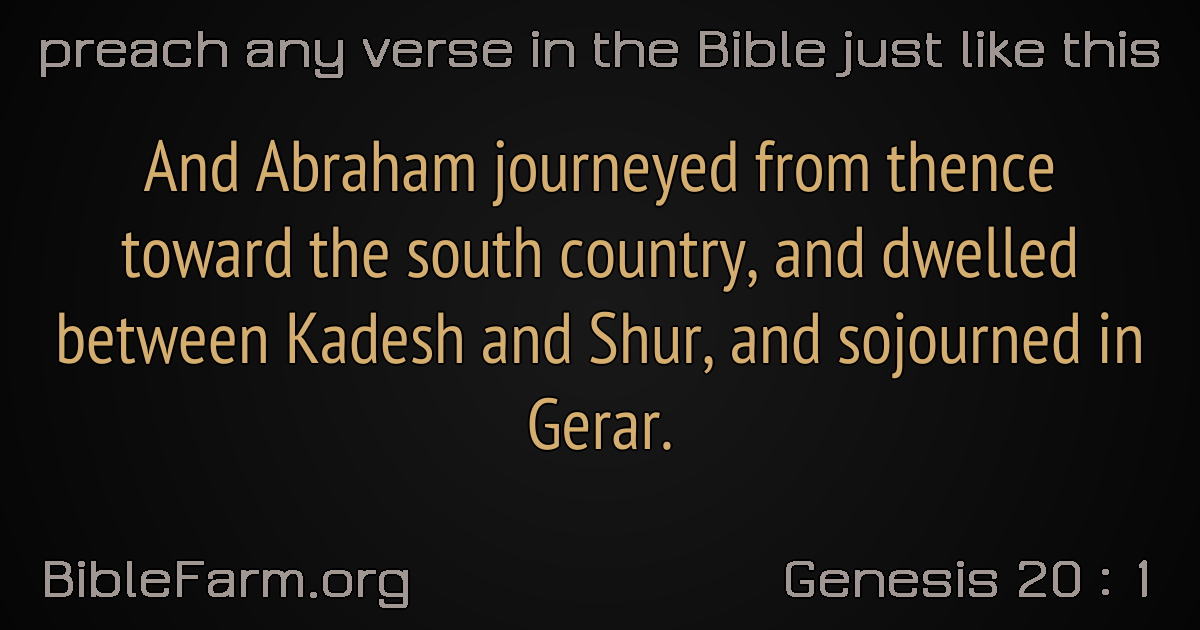 preach any verse in the Bible just like this
And Abraham journeyed from thence
toward the south country, and dwelled
between Kadesh and Shur, and sojourned in
Gerar.
BibleFarm.org
Genesis 20 : 1